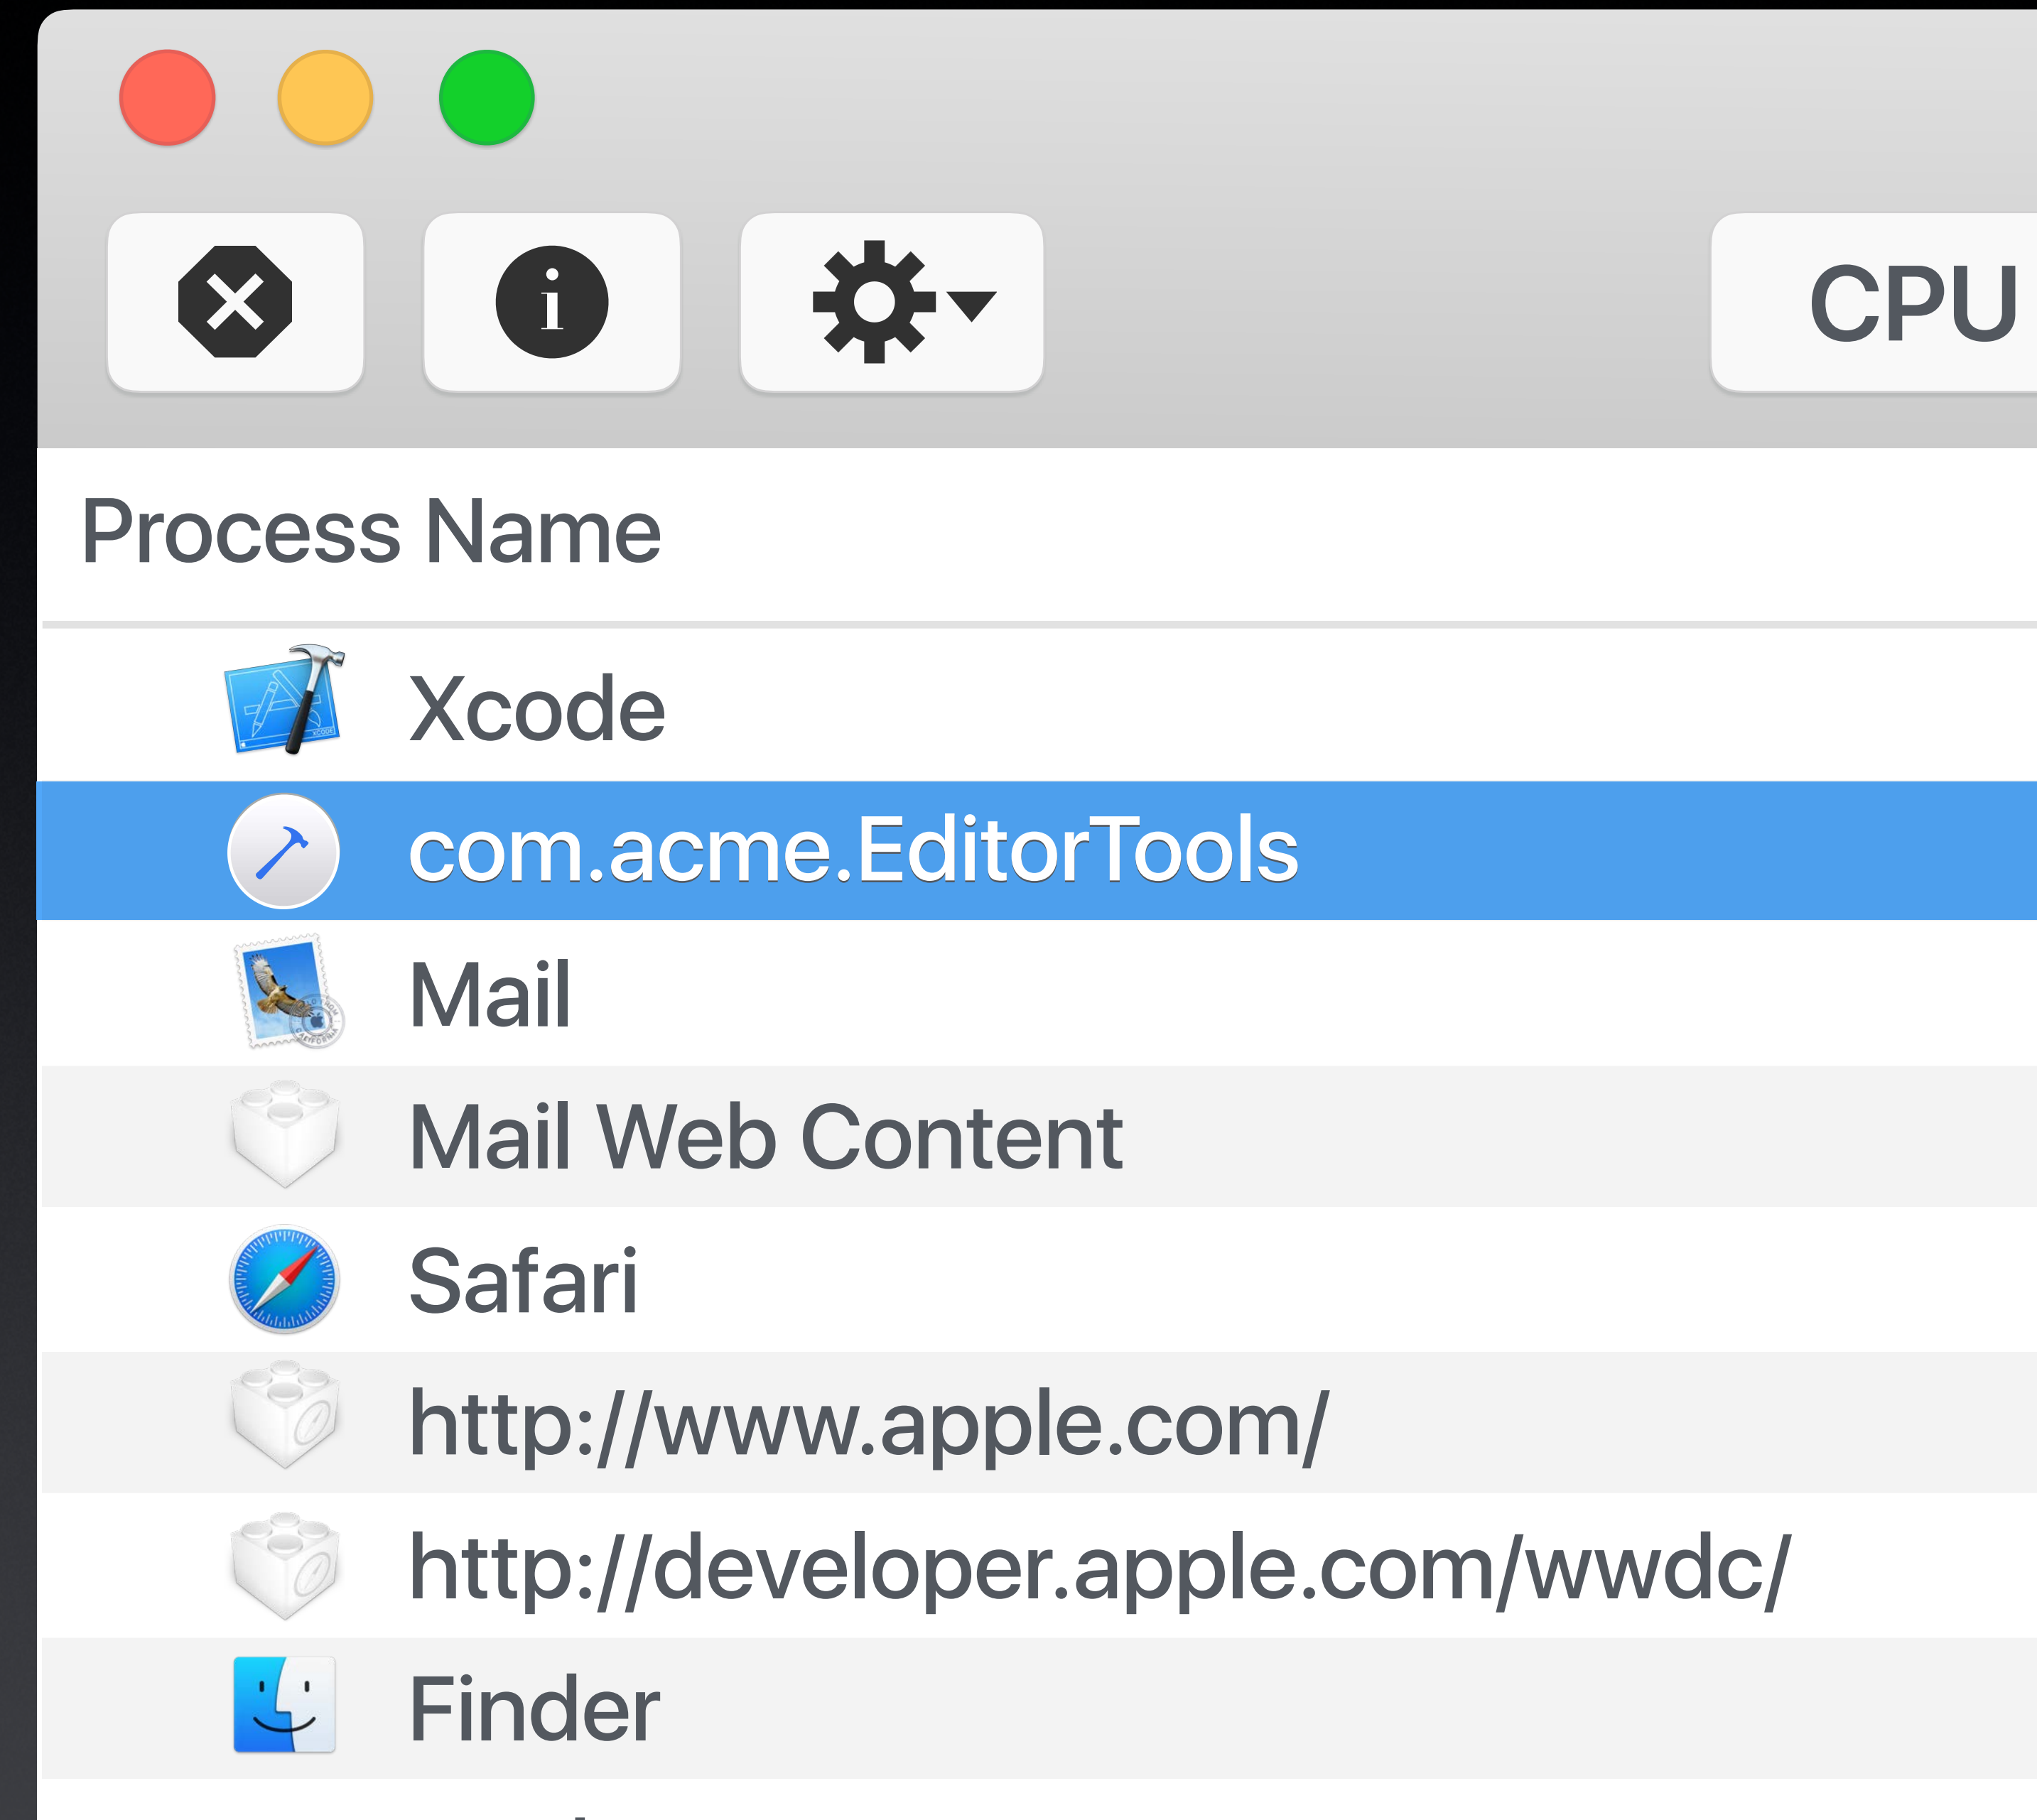 CPU
Process Name
Xcode
com.acme.EditorTools
Mail
Mail Web Content
Safari
http://www.apple.com/
http://developer.apple.com/wwdc/
Finder